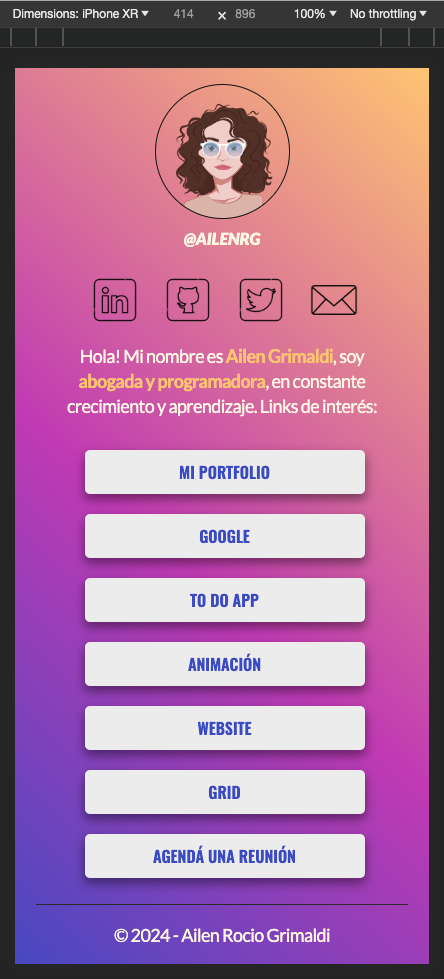 Dimensions: iPhone XR 414 × 896 100% No throttling
@AILENRG
in
Hola! Mi nombre es Ailen Grimaldi, soy
abogada y programadora, en constante
crecimiento y aprendizaje. Links de interés:
MI PORTFOLIO
GOOGLE
TO DO APP
ANIMACIÓN
WEBSITE
GRID
AGENDÁ UNA REUNIÓN
© 2024 - Ailen Rocio Grimaldi